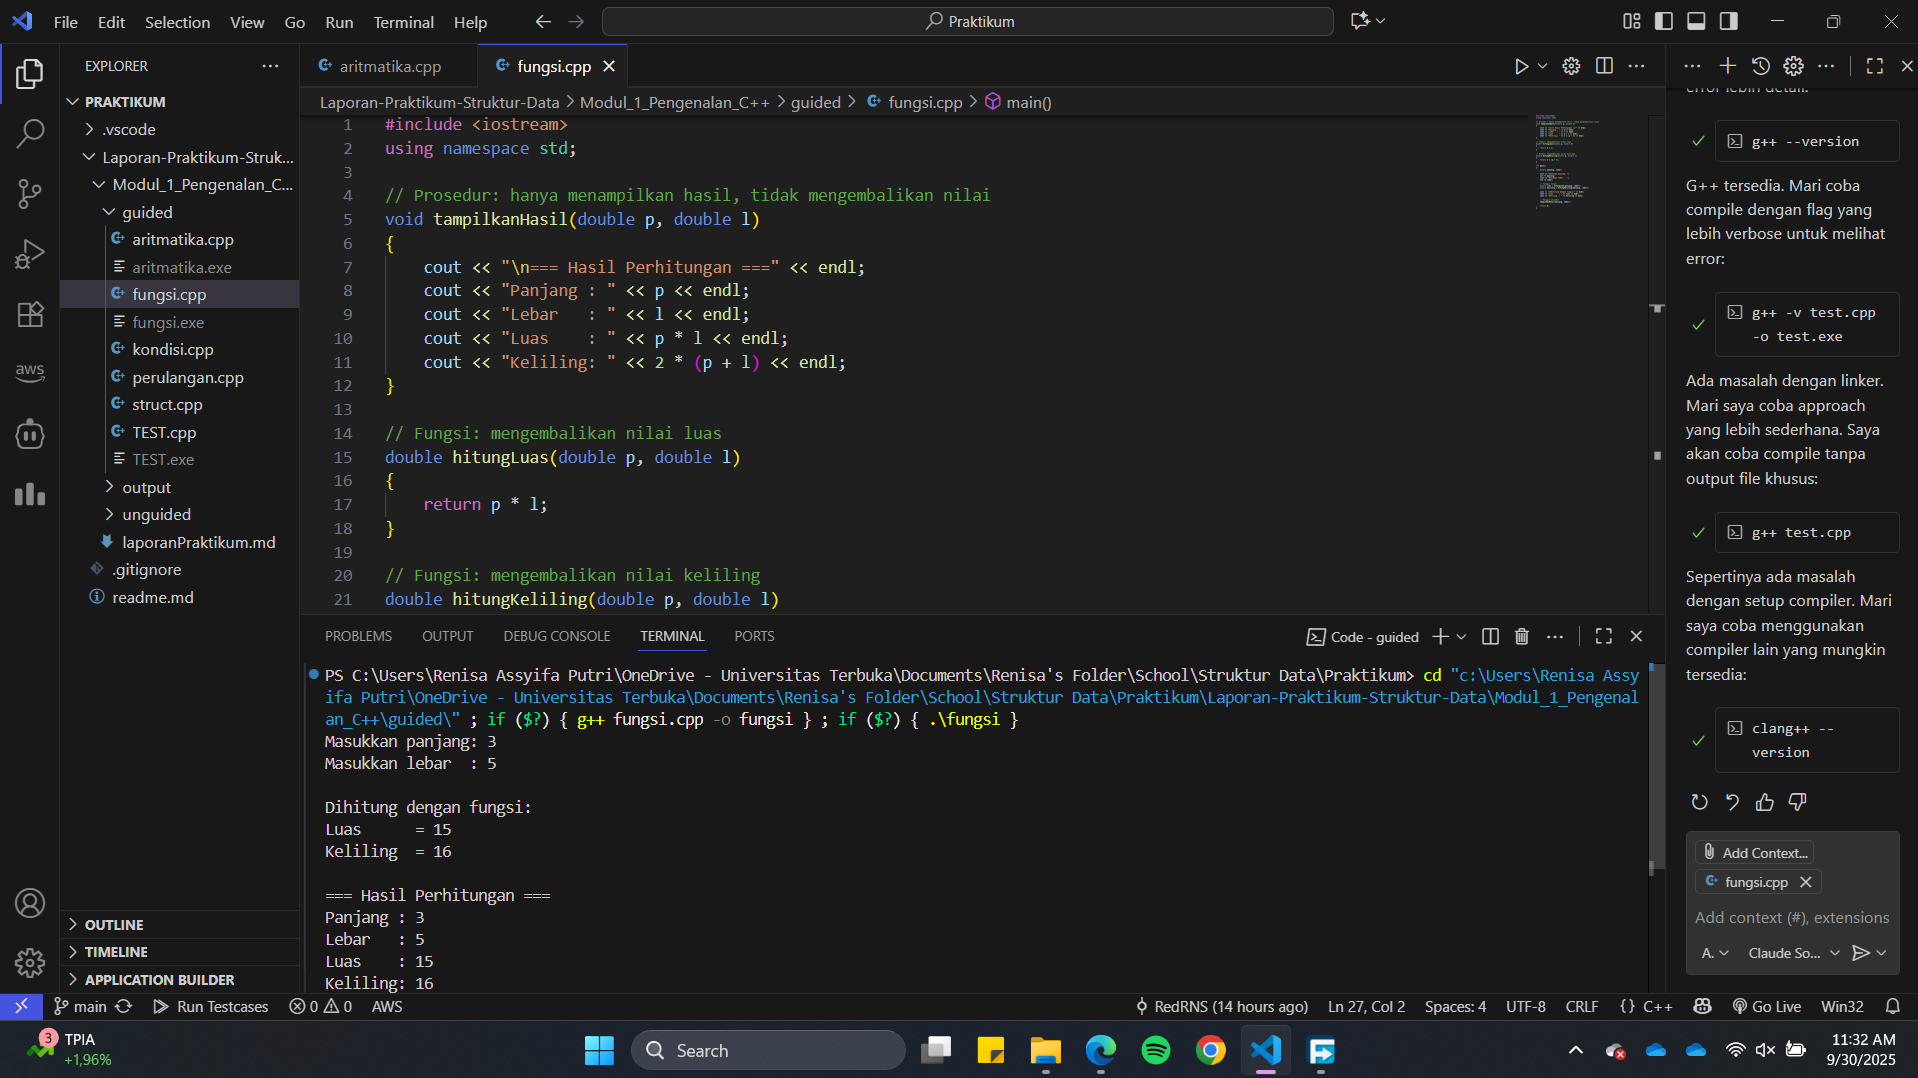 File Edit Selection View Go Run Terminal Help
Praktikum
EXPLORER
PRAKTIKUM
.vscode
Laporan-Praktikum-Struk...
Modul_1_Pengenalan_C...
guided
aritmatika.cpp
aritmatika.exe
fungsi.cpp
fungsi.exe
kondisi.cpp
perulangan.cpp
struct.cpp
TEST.cpp
TEST.exe
output
unguided
laporanPraktikum.md
.gitignore
readme.md
OUTLINE
TIMELINE
APPLICATION BUILDER
aws
aritmatika.cpp
fungsi.cpp
Laporan-Praktikum-Struktur-Data > Modul_1_Pengenalan_C++ > guided > fungsi.cpp > main()
1 #include <iostream>
2 using namespace std;
3
4 // Prosedur: hanya menampilkan hasil, tidak mengembalikan nilai
5 void tampilkanHasil(double p, double l)
6 {
7 cout << "\n=== Hasil Perhitungan ===" << endl;
8 cout << "Panjang : " << p << endl;
9 cout << "Lebar   : " << l << endl;
10 cout << "Luas    : " << p * l << endl;
11 cout << "Keliling: " << 2 * (p + l) << endl;
12 }
13
14 // Fungsi: mengembalikan nilai luas
15 double hitungLuas(double p, double l)
16 {
17 return p * l;
18 }
19
20 // Fungsi: mengembalikan nilai keliling
21 double hitungKeliling(double p, double l)
PROBLEMS OUTPUT DEBUG CONSOLE TERMINAL PORTS
Code - guided
PS C:\Users\Renisa Assyifa Putri\OneDrive - Universitas Terbuka\Documents\Renisa's Folder\School\Struktur Data\Praktikum> cd "c:\Users\Renisa Assy
ifa Putri\OneDrive - Universitas Terbuka\Documents\Renisa's Folder\School\Struktur Data\Praktikum\Laporan-Praktikum-Struktur-Data\Modul_1_Pengenal
an_C++\guided\" ; if ($?) { g++ fungsi.cpp -o fungsi } ; if ($?) { .\fungsi }
Masukkan panjang: 3
Masukkan lebar  : 5
Dihitung dengan fungsi:
Luas      = 15
Keliling  = 16
=== Hasil Perhitungan ===
Panjang : 3
Lebar   : 5
Luas    : 15
Keliling: 16
error lebih detail:
g++ --version
G++ tersedia. Mari coba
compile dengan flag yang
lebih verbose untuk melihat
error:
g++ -v test.cpp
-o test.exe
Ada masalah dengan linker.
Mari saya coba approach
yang lebih sederhana. Saya
akan coba compile tanpa
output file khusus:
g++ test.cpp
Sepertinya ada masalah
dengan setup compiler. Mari
saya coba menggunakan
compiler lain yang mungkin
tersedia:
clang++ --
version
Add Context...
fungsi.cpp
Add context (#), extensions
A.
Claude So...
main
Run Testcases
0 0
AWS
RedRNS (14 hours ago)
Ln 27, Col 2
Spaces: 4
UTF-8
CRLF
{} C++
Go Live
Win32
3
TPIA
+1,96%
Search
11:32 AM
9/30/2025